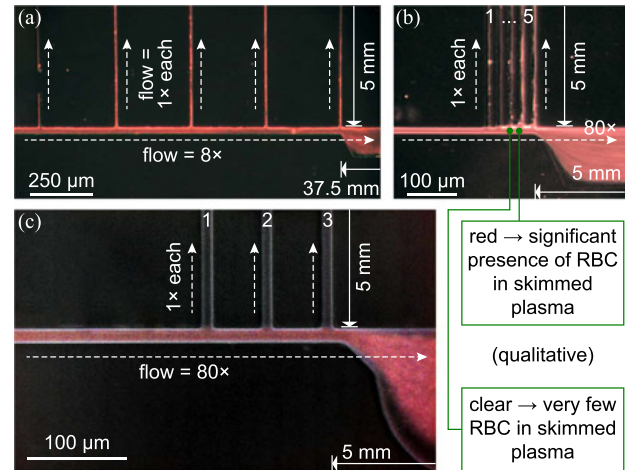 (a)
flow =
1× each
5 mm
flow = 8×
250 µm
37.5 mm
(b)
1 ... 5
1× each
5 mm
80×
100 µm
5 mm
(c)
1 2 3
1× each
5 mm
flow = 80×
100 µm
5 mm
red → significant
presence of RBC
in skimmed
plasma
(qualitative)
clear → very few
RBC in skimmed
plasma